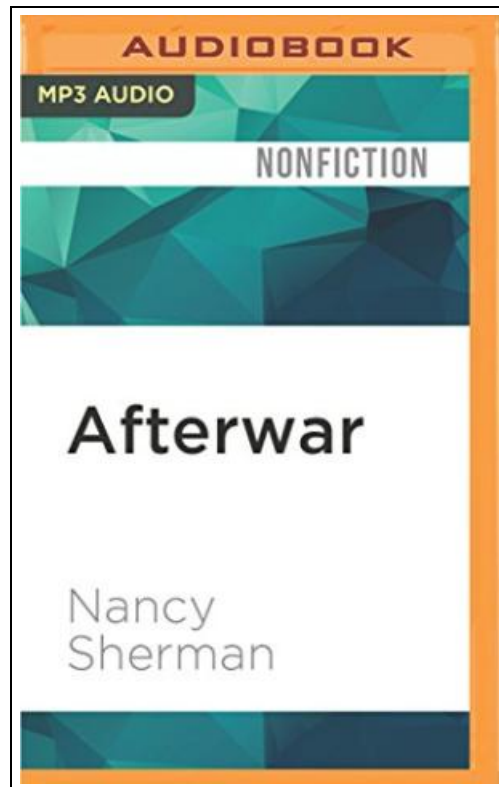 AUDIOBOOK
MP3 AUDIO
NONFICTION
Afterwar
Nancy
Sherman